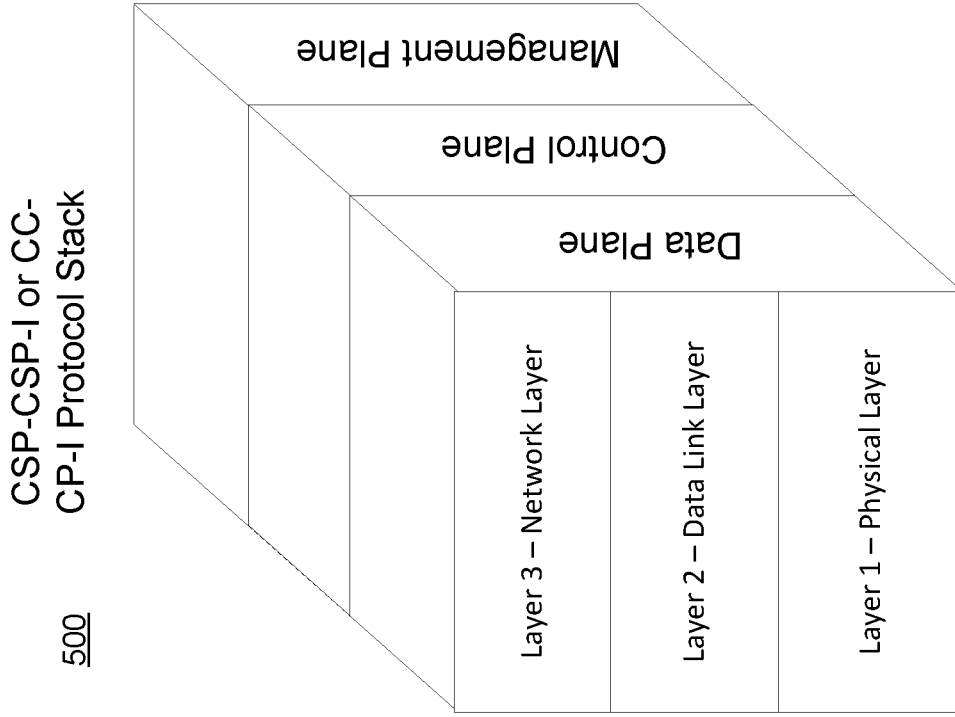 500
CSP-CSP-I or CC-
CP-I Protocol Stack
Management Plane
Control Plane
Data Plane
Layer 3 – Network Layer
Layer 2 – Data Link Layer
Layer 1 – Physical Layer